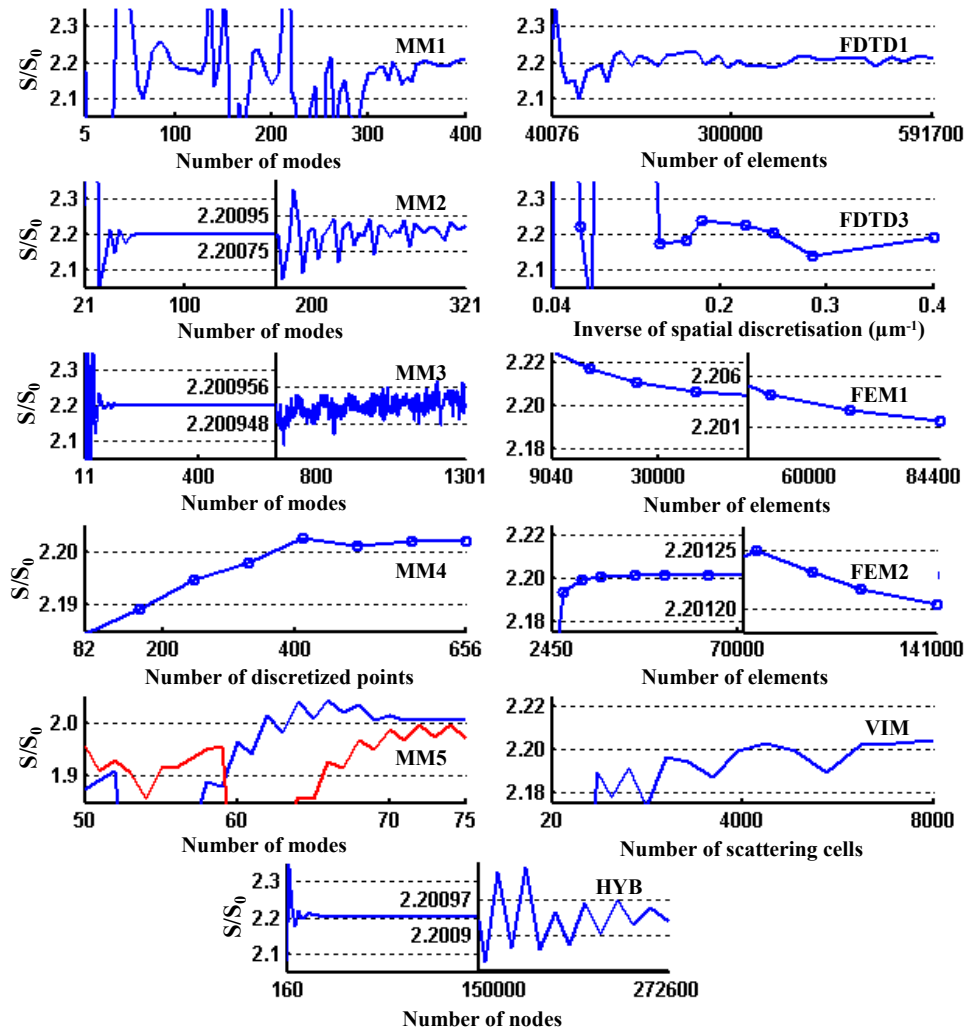 S/S0
2.3
2.2
2.1
MM1
5 100 200 300 400
Number of modes
2.3
2.2
2.1
FDTD1
40076 300000 591700
Number of elements
S/S0
2.3
2.2
2.1
2.20095
2.20075
MM2
21 100 200 321
Number of modes
2.3
2.2
2.1
FDTD3
0.04 0.2 0.3 0.4
Inverse of spatial discretisation (µm-1)
S/S0
2.3
2.2
2.1
2.200956
2.200948
MM3
11 400 800 1301
Number of modes
2.22
2.20
2.18
2.206
2.201
FEM1
9040 30000 60000 84400
Number of elements
S/S0
2.20
2.19
MM4
82 200 400 656
Number of discretized points
2.22
2.20
2.18
2.20125
2.20120
FEM2
2450 70000 141000
Number of elements
S/S0
2.0
1.9
MM5
50 60 70 75
Number of modes
2.22
2.20
2.18
VIM
20 4000 8000
Number of scattering cells
S/S0
2.3
2.2
2.1
2.20097
2.2009
HYB
160 150000 272600
Number of nodes